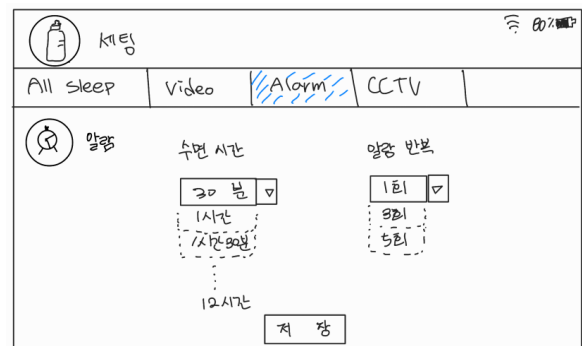 세팅 80%
All sleep Video Alarm CCTV
알람
수면 시간 알람 반복
30 분 1회
1시간 3회
1시간30분 5회
12시간
저 장